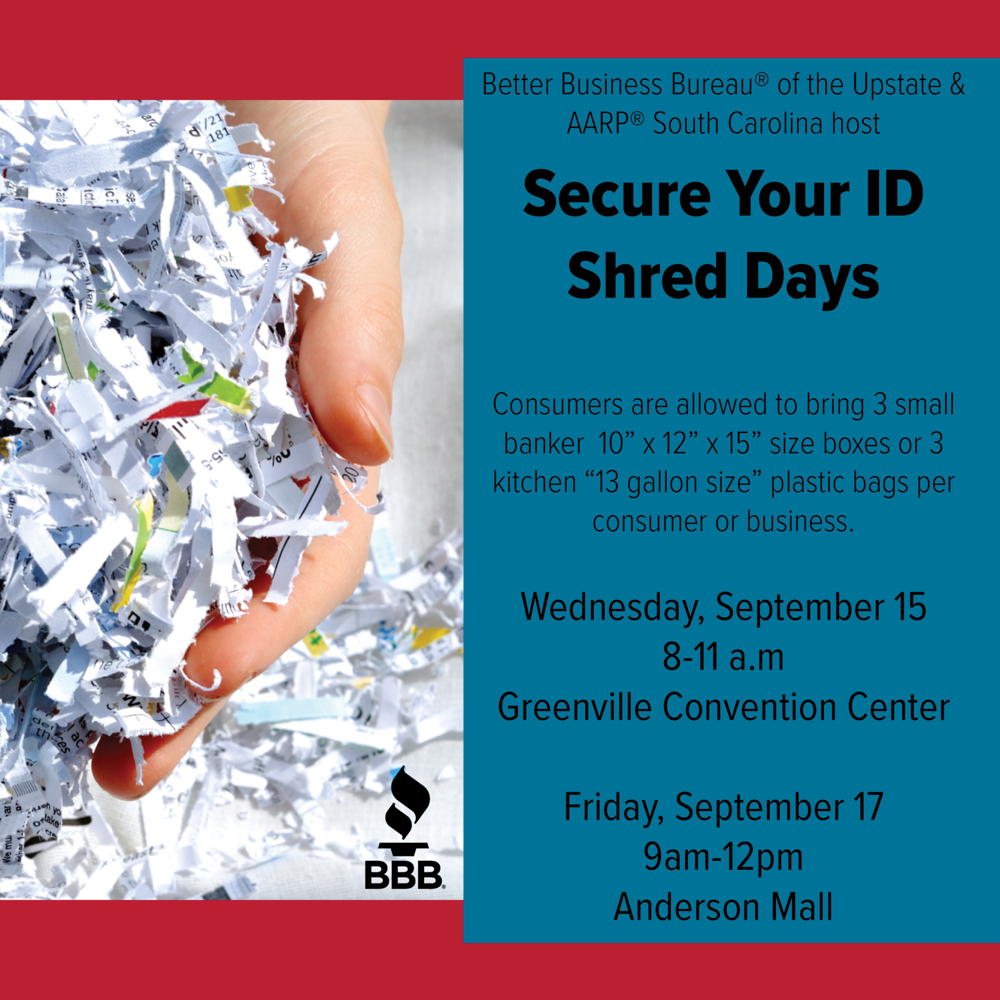 Better Business Bureau® of the Upstate &
AARP® South Carolina host
Secure Your ID
Shred Days
Consumers are allowed to bring 3 small
banker 10” x 12” x 15” size boxes or 3
kitchen “13 gallon size” plastic bags per
consumer or business.
Wednesday, September 15
8-11 a.m
Greenville Convention Center
Friday, September 17
9am-12pm
Anderson Mall
BBB®